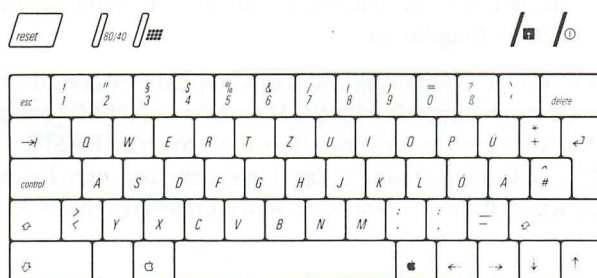 reset 80/40
esc ! 1 " 2 § 3 $ 4 % 5 & 6 / 7 ( 8 ) 9 = 0 ? ß ` ' delete
Q W E R T Z U I O P Ü * +
control A S D F G H J K L O A ^ #
> < Y X C V B N M : . : . _ –